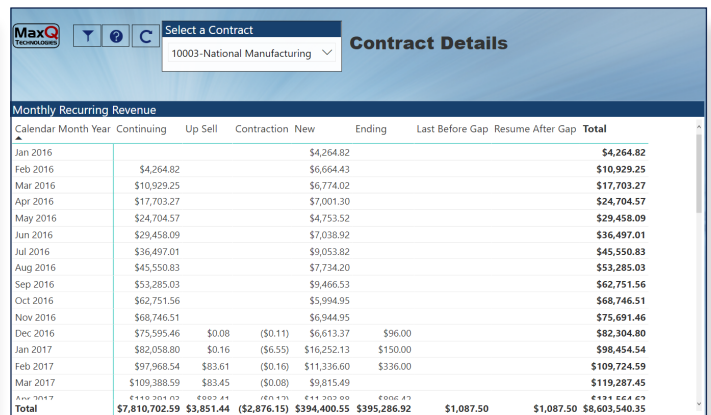 MaxQ
TECHNOLOGIES
Select a Contract
10003-National Manufacturing
Contract Details
Monthly Recurring Revenue
Calendar Month Year Continuing Up Sell Contraction New Ending Last Before Gap Resume After Gap Total
Jan 2016 $4,264.82 $4,264.82
Feb 2016 $4,264.82 $6,664.43 $10,929.25
Mar 2016 $10,929.25 $6,774.02 $17,703.27
Apr 2016 $17,703.27 $7,001.30 $24,704.57
May 2016 $24,704.57 $4,753.52 $29,458.09
Jun 2016 $29,458.09 $7,038.92 $36,497.01
Jul 2016 $36,497.01 $9,053.82 $45,550.83
Aug 2016 $45,550.83 $7,734.20 $53,285.03
Sep 2016 $53,285.03 $9,466.53 $62,751.56
Oct 2016 $62,751.56 $5,994.95 $68,746.51
Nov 2016 $68,746.51 $6,944.95 $75,691.46
Dec 2016 $75,595.46 $0.08 ($0.11) $6,613.37 $96.00 $82,304.80
Jan 2017 $82,058.80 $0.16 ($6.55) $16,252.13 $150.00 $98,454.54
Feb 2017 $97,968.54 $83.61 ($0.16) $11,336.60 $336.00 $109,724.59
Mar 2017 $109,388.59 $83.45 ($0.08) $9,815.49 $119,287.45
Apr 2017
Total $7,810,702.59 $3,851.44 ($2,876.15) $394,400.55 $395,286.92 $1,087.50 $1,087.50 $8,603,540.35